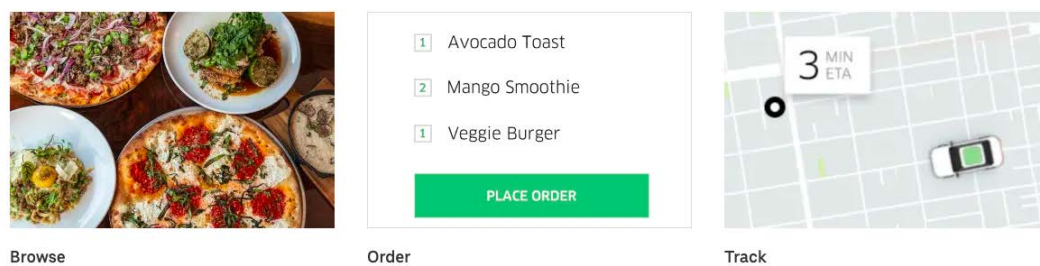 1 Avocado Toast
2 Mango Smoothie
1 Veggie Burger
PLACE ORDER
3 MIN
ETA
Browse
Order
Track